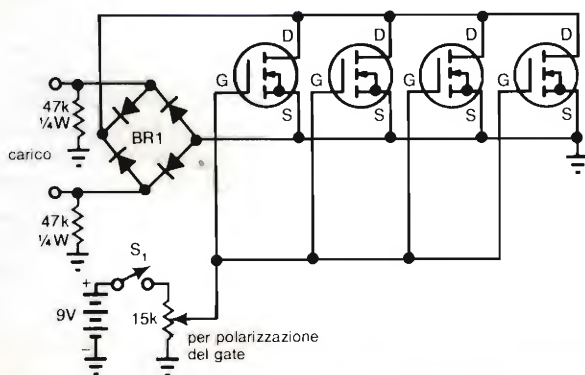 D
D
D
D
G
G
G
G
S
S
S
S
47k
¼W
BR1
carico
47k
¼W
S1
+
9V
−
15k
per polarizzazione
del gate